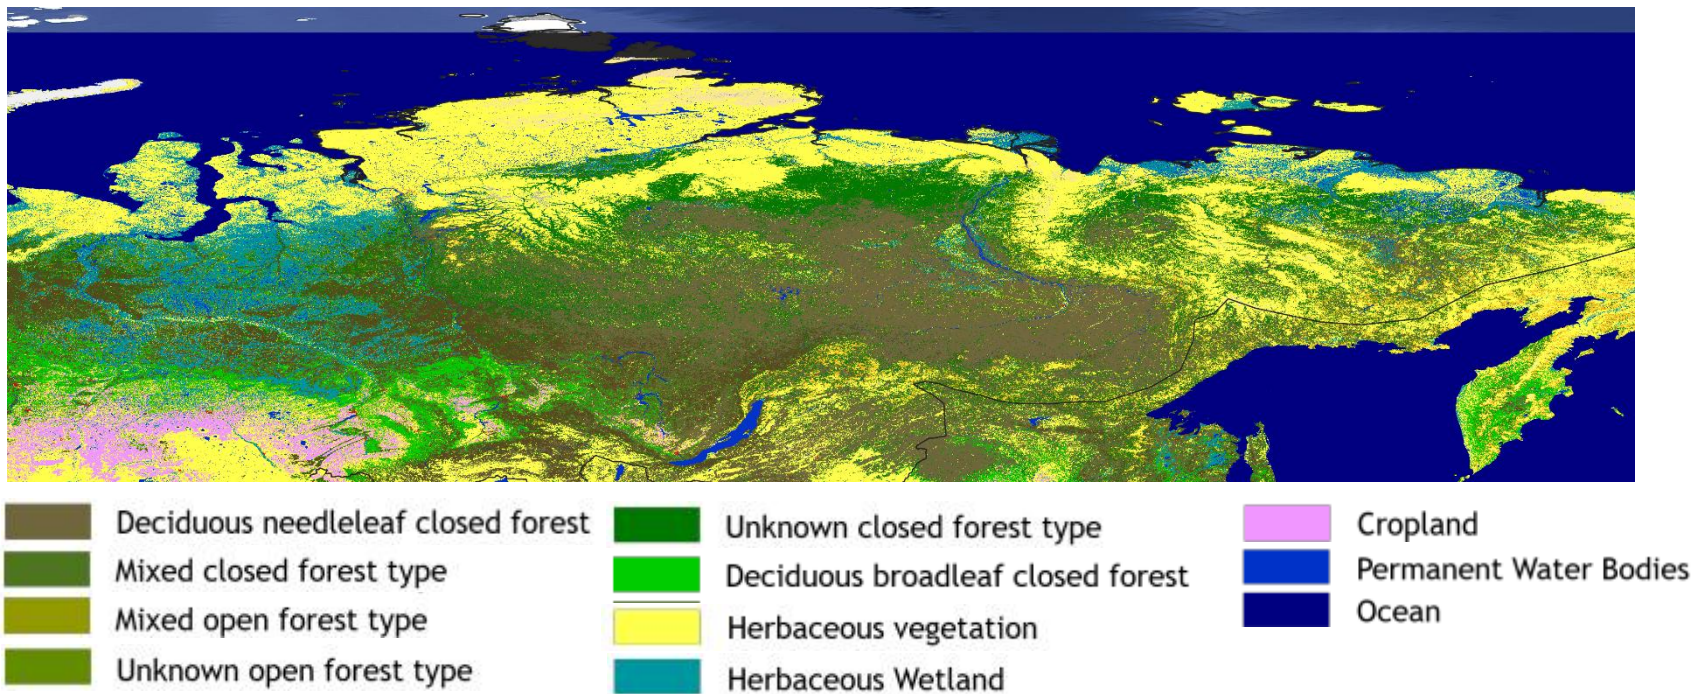 Deciduous needleleaf closed forest
Mixed closed forest type
Mixed open forest type
Unknown open forest type
Unknown closed forest type
Deciduous broadleaf closed forest
Herbaceous vegetation
Herbaceous Wetland
Cropland
Permanent Water Bodies
Ocean